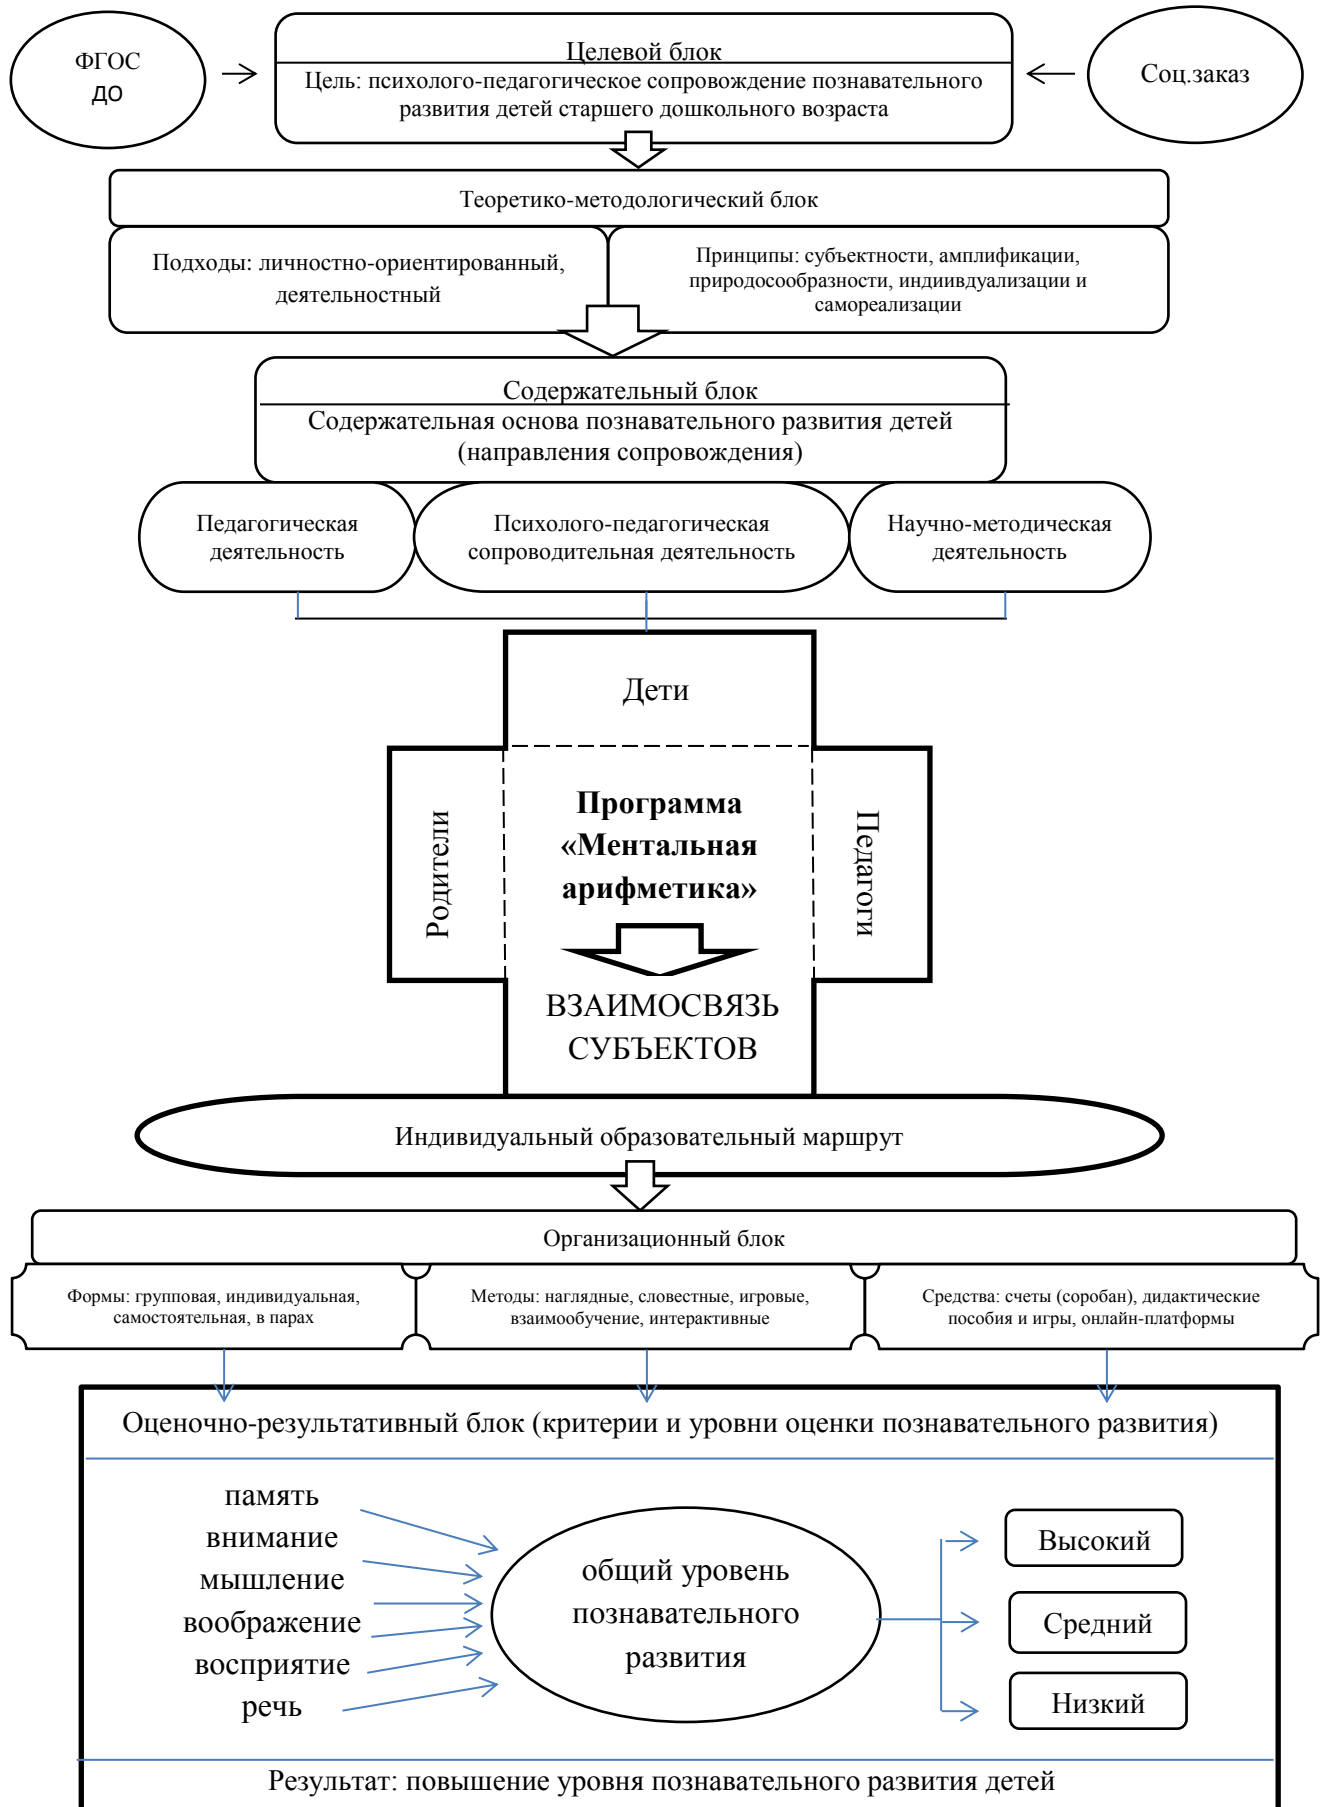 ФГОС
ДО
Целевой блок
Цель: психолого-педагогическое сопровождение познавательного
развития детей старшего дошкольного возраста
Соц.заказ
Теоретико-методологический блок
Подходы: личностно-ориентированный,
деятельностный
Принципы: субъектности, амплификации,
природосообразности, индиивдуализации и
самореализации
Содержательный блок
Содержательная основа познавательного развития детей
(направления сопровождения)
Педагогическая
деятельность
Психолого-педагогическая
сопроводительная деятельность
Научно-методическая
деятельность
Дети
Родители
Программа
«Ментальная
арифметика»
Педагоги
ВЗАИМОСВЯЗЬ
СУБЪЕКТОВ
Индивидуальный образовательный маршрут
Организационный блок
Формы: групповая, индивидуальная,
самостоятельная, в парах
Методы: наглядные, словестные, игровые,
взаимообучение, интерактивные
Средства: счеты (соробан), дидактические
пособия и игры, онлайн-платформы
Оценочно-результативный блок (критерии и уровни оценки познавательного развития)
память
внимание
мышление
воображение
восприятие
речь
общий уровень
познавательного
развития
Высокий
Средний
Низкий
Результат: повышение уровня познавательного развития детей